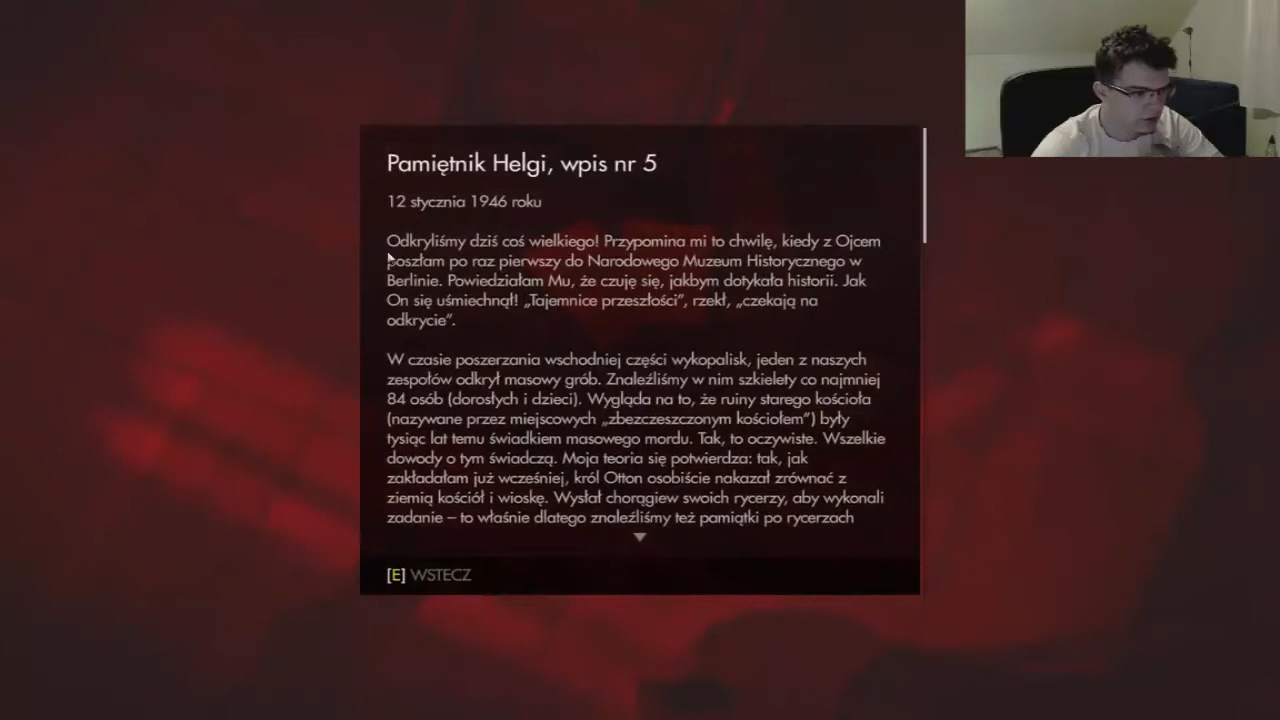 Pamiętnik Helgi, wpis nr 5
12 stycznia 1946 roku
Odkryliśmy dziś coś wielkiego! Przypomina mi to chwilę, kiedy z Ojcem
poszłam po raz pierwszy do Narodowego Muzeum Historycznego w
Berlinie. Powiedziałam Mu, że czuję się, jakbym dotykała historii. Jak
On się uśmiechnął! „Tajemnice przeszłości”, rzekł, „czekają na
odkrycie”.
W czasie poszerzania wschodniej części wykopalisk, jeden z naszych
zespołów odkrył masowy grób. Znaleźliśmy w nim szkielety co najmniej
84 osób (dorosłych i dzieci). Wygląda na to, że ruiny starego kościoła
(nazywane przez miejscowych „zbezczeszczonym kościołem”) były
tysiąc lat temu świadkiem masowego mordu. Tak, to oczywiste. Wszelkie
dowody o tym świadczą. Moja teoria się potwierdza: tak, jak
zakładałam już wcześniej, król Otton osobiście nakazał zrównać z
ziemią kościół i wioskę. Wysłał chorągiew swoich rycerzy, aby wykonali
zadanie – to właśnie dlatego znaleźliśmy też pamiątki po rycerzach
[E] WSTECZ